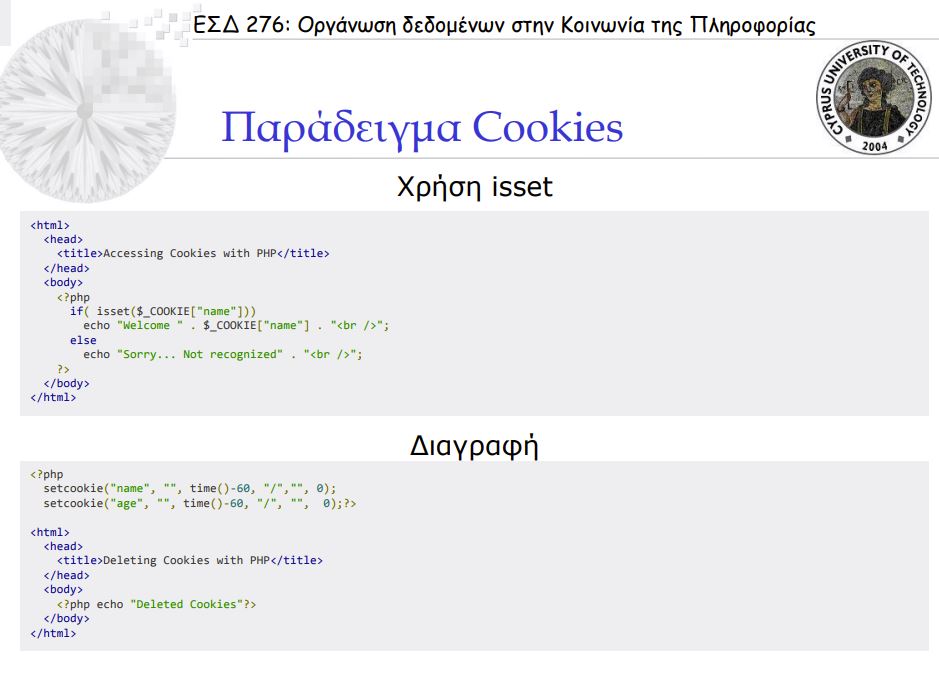 ΕΣΔ 276: Οργάνωση δεδομένων στην Κοινωνία της Πληροφορίας
CYPRUS UNIVERSITY OF TECHNOLOGY
2004
Παράδειγμα Cookies
Χρήση isset
<html>
  <head>
    <title>Accessing Cookies with PHP</title>
  </head>
  <body>
    <?php
      if( isset($_COOKIE["name"]))
        echo "Welcome " . $_COOKIE["name"] . "<br />";
      else
        echo "Sorry... Not recognized" . "<br />";
    ?>
  </body>
</html>
Διαγραφή
<?php
  setcookie("name", "", time()-60, "/","", 0);
  setcookie("age", "", time()-60, "/", "",  0);?>
<html>
  <head>
    <title>Deleting Cookies with PHP</title>
  </head>
  <body>
    <?php echo "Deleted Cookies"?>
  </body>
</html>